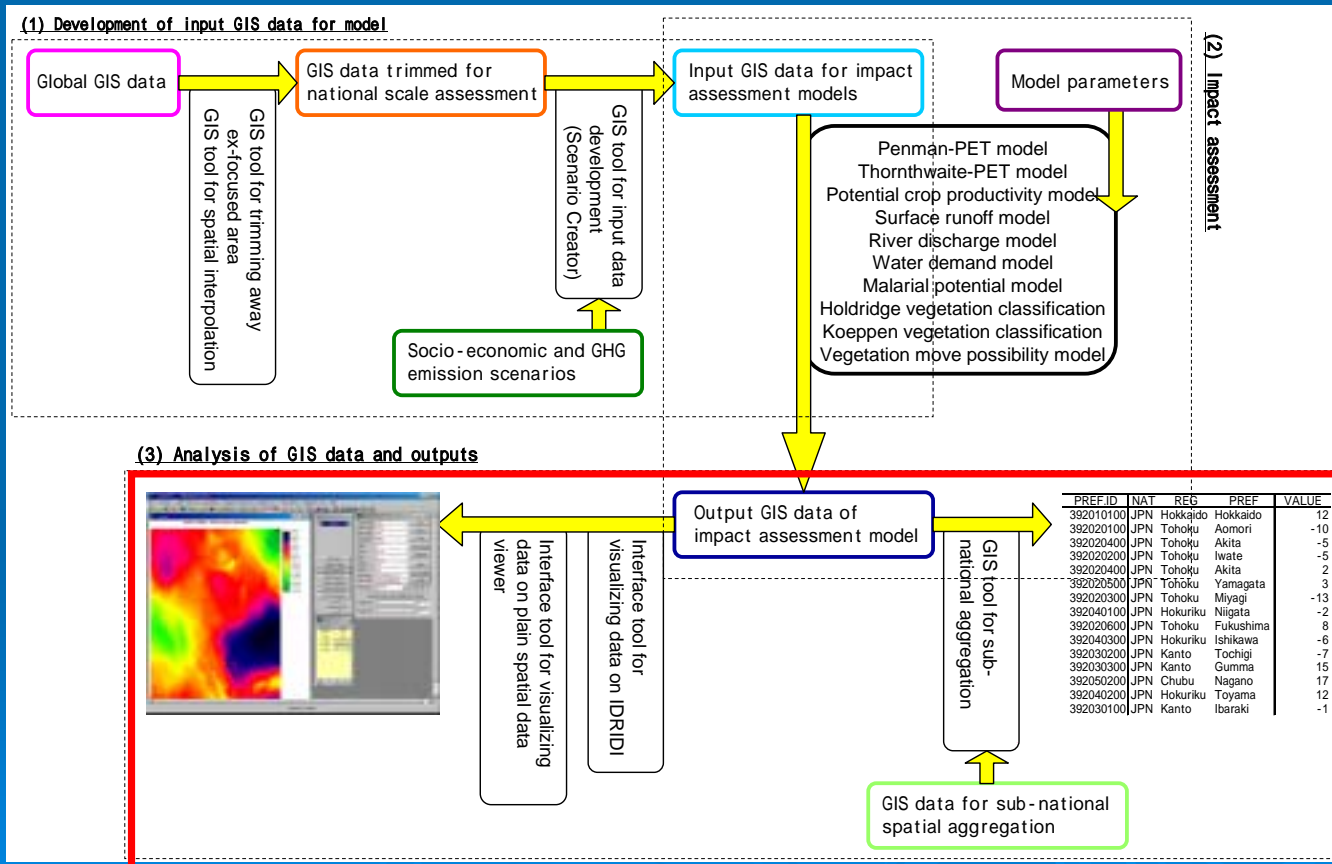 (1) Development of input GIS data for model
Global GIS data
GIS data trimmed for
national scale assessment
Input GIS data for impact
assessment models
Model parameters
(2) Impact assessment
GIS tool for trimming away
ex-focused area
GIS tool for spatial interpolation
GIS tool for input data
development
(Scenario Creator)
Socio-economic and GHG
emission scenarios
Penman-PET model
Thornthwaite-PET model
Potential crop productivity model
Surface runoff model
River discharge model
Water demand model
Malarial potential model
Holdridge vegetation classification
Koeppen vegetation classification
Vegetation move possibility model
(3) Analysis of GIS data and outputs
Output GIS data of
impact assessment model
Interface tool for visualizing
data on plain spatial data
viewer
Interface tool for
visualizing data on IDRIDI
GIS tool for sub-
national aggregation
GIS data for sub-national
spatial aggregation
PREF.ID NAT REG PREF VALUE
392010100 JPN Hokkaido Hokkaido 12
392020100 JPN Tohoku Aomori -10
392020400 JPN Tohoku Akita -5
392020200 JPN Tohoku Iwate -5
392020400 JPN Tohoku Akita 2
392020500 JPN Tohoku Yamagata 3
392020300 JPN Tohoku Miyagi -13
392040100 JPN Hokuriku Niigata -2
392020600 JPN Tohoku Fukushima 8
392040300 JPN Hokuriku Ishikawa -6
392030200 JPN Kanto Tochigi -7
392030300 JPN Kanto Gumma 15
392050200 JPN Chubu Nagano 17
392040200 JPN Hokuriku Toyama 12
392030100 JPN Kanto Ibaraki -1